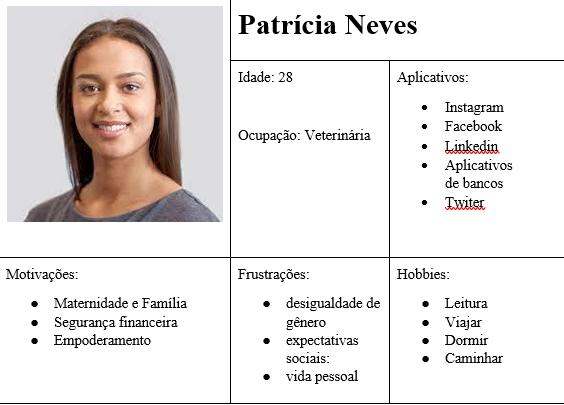 Patrícia Neves
Idade: 28
Ocupação: Veterinária
Aplicativos:
● Instagram
● Facebook
● Linkedin
● Aplicativos
de bancos
● Twiter
Motivações:
● Maternidade e Família
● Segurança financeira
● Empoderamento
Frustrações:
● desigualdade de
gênero
● expectativas
sociais:
● vida pessoal
Hobbies:
● Leitura
● Viajar
● Dormir
● Caminhar